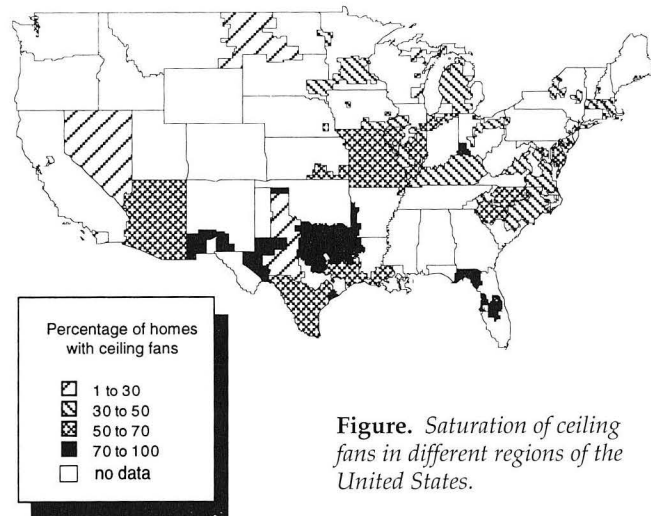 Percentage of homes
with ceiling fans
1 to 30
30 to 50
50 to 70
70 to 100
no data
Figure. Saturation of ceiling
fans in different regions of the
United States.